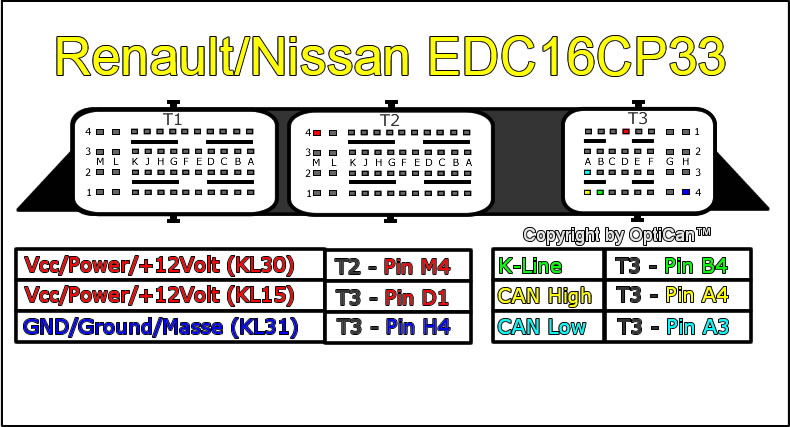 Renault/Nissan EDC16CP33
T1
T2
T3
4
3
M L K J H G F E D C B A
2
1
4
3
M L K J H G F E D C B A
2
1
1
2
A B C D E F G H
3
4
Copyright by OptiCan™
Vcc/Power/+12Volt (KL30) T2 - Pin M4
Vcc/Power/+12Volt (KL15) T3 - Pin D1
GND/Ground/Masse (KL31) T3 - Pin H4
K-Line T3 - Pin B4
CAN High T3 - Pin A4
CAN Low T3 - Pin A3